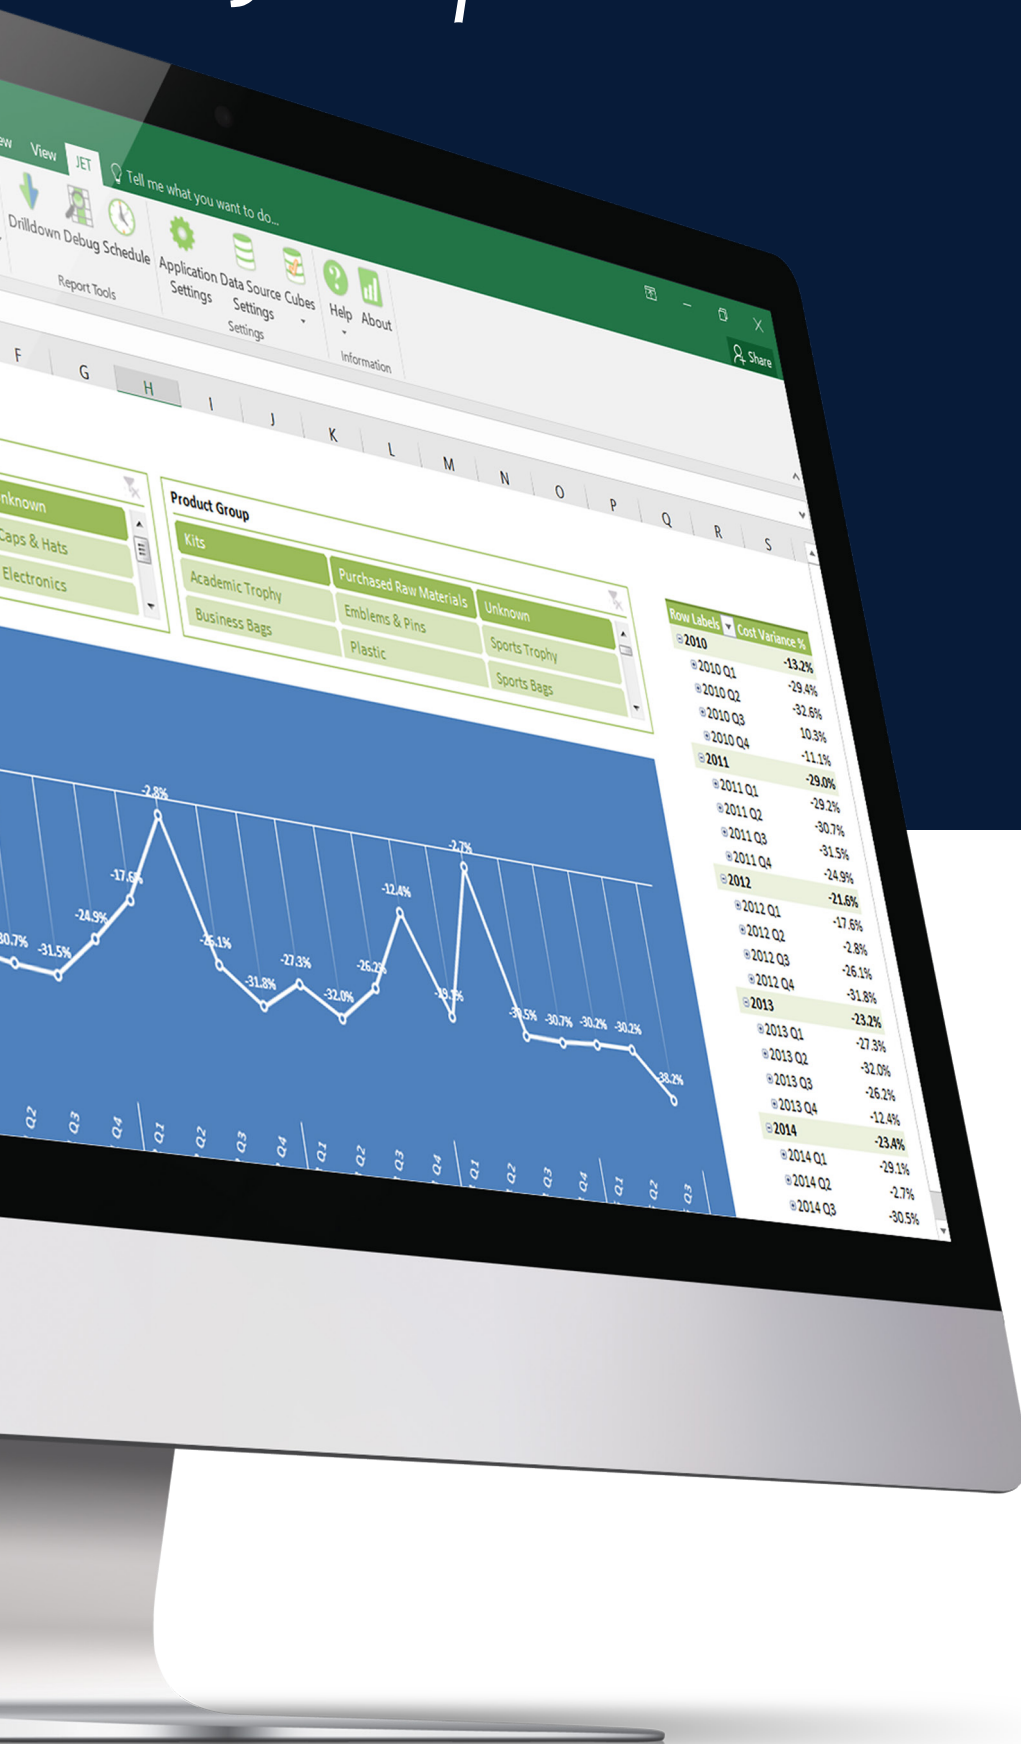 View
JET
Tell me what you want to do...
Drilldown Debug Schedule
Application Settings
Data Source Settings
Cubes
Help
About
Report Tools
Settings
Information
Share
F G H I J K L M N O P Q R S
Caps & Hats
Electronics
Product Group
Kits
Purchased Raw Materials
Unknown
Academic Trophy
Emblems & Pins
Sports Trophy
Business Bags
Plastic
Sports Bags
Row Labels Cost Variance %
2010 -13.2%
2010 Q1 -29.4%
2010 Q2 -32.6%
2010 Q3 10.3%
2010 Q4 -11.1%
2011 -29.0%
2011 Q1 -29.2%
2011 Q2 -30.7%
2011 Q3 -31.5%
2011 Q4 -24.9%
2012 -21.6%
2012 Q1 -17.6%
2012 Q2 -2.8%
2012 Q3 -26.1%
2012 Q4 -31.8%
2013 -23.2%
2013 Q1 -27.3%
2013 Q2 -32.0%
2013 Q3 -26.2%
2013 Q4 -12.4%
2014 -23.4%
2014 Q1 -29.1%
2014 Q2 -2.7%
2014 Q3 -30.5%
-31.5% -24.9% -17.6% -2.8% -26.1% -31.8% -27.3% -32.0% -26.2% -12.4% -29.1% -2.7% -30.5% -30.7% -30.2% -30.2% -38.2%
Q2 Q3 Q4 Q1 Q2 Q3 Q4 Q1 Q2 Q3 Q4 Q1 Q2 Q3 Q4 Q1 Q2 Q3